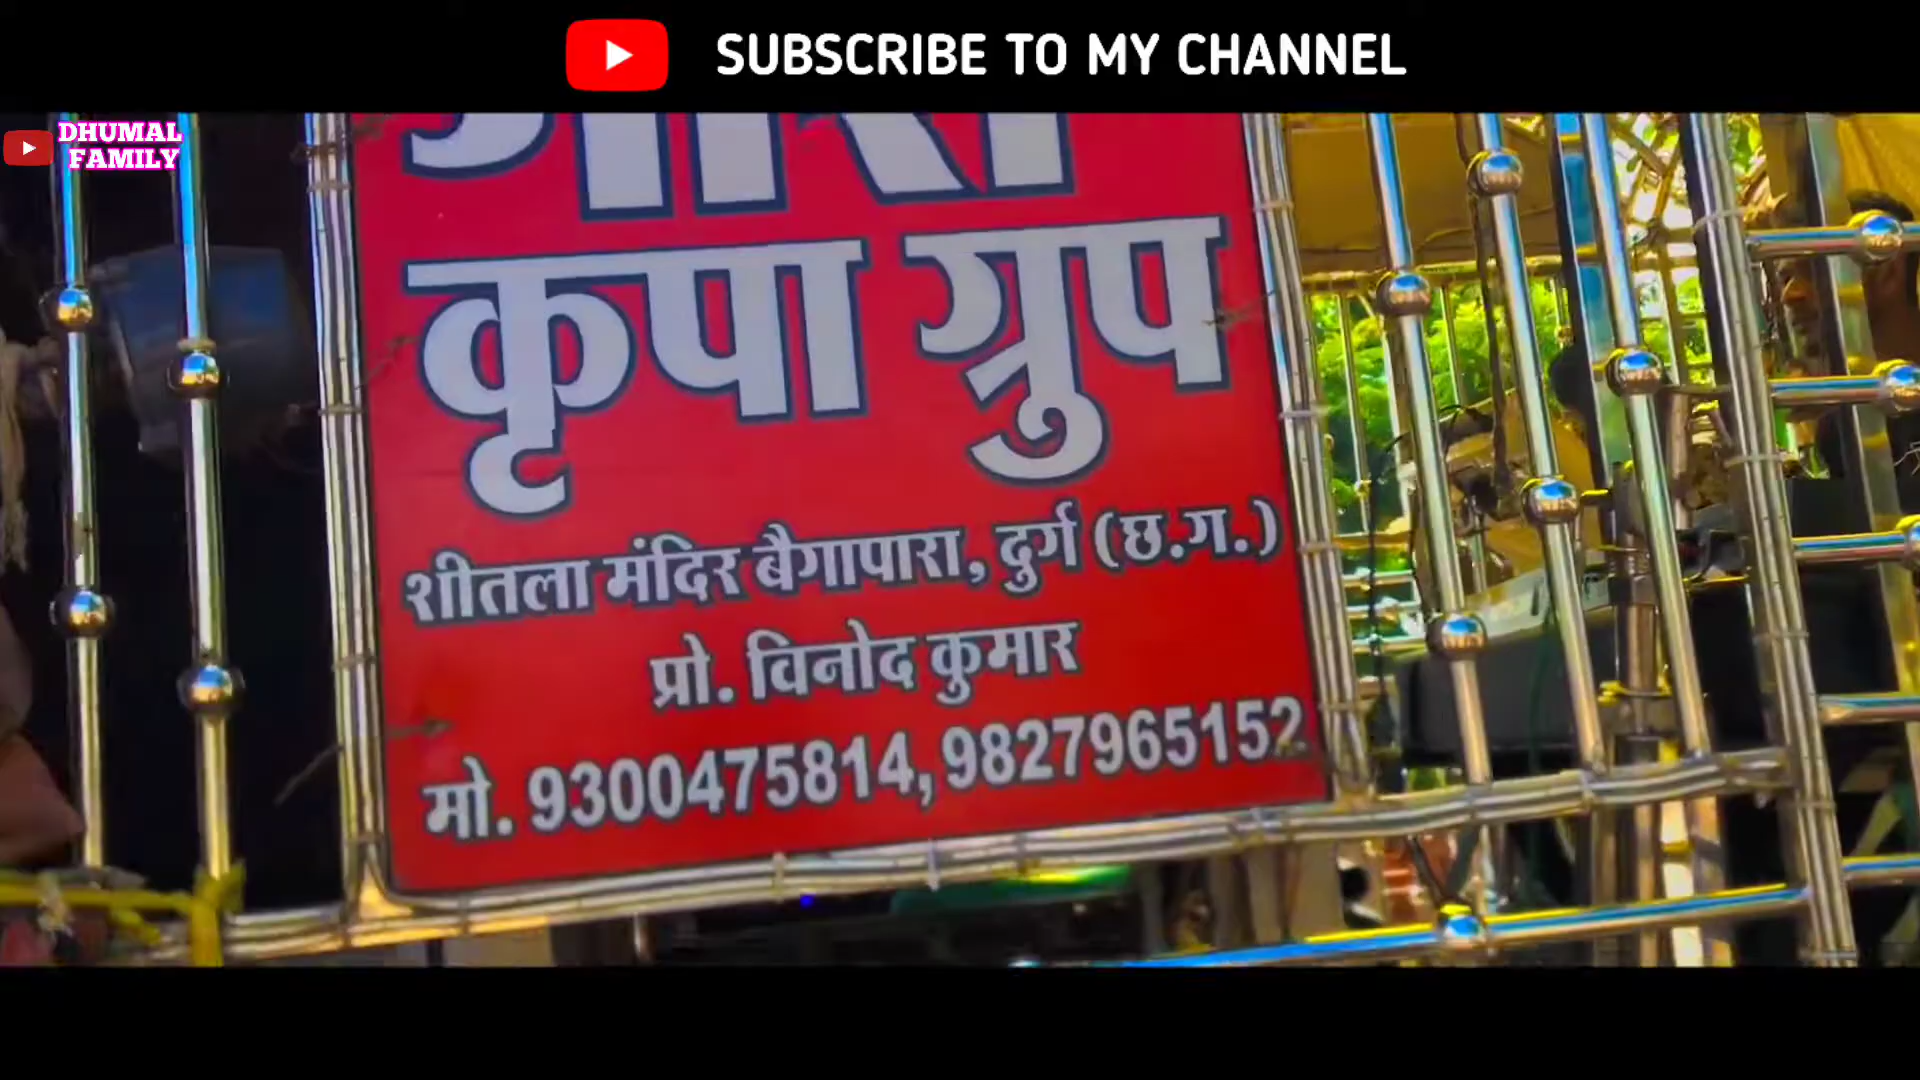 SUBSCRIBE TO MY CHANNEL
DHUMAL
FAMILY
कृपा ग्रुप
शीतला मंदिर बैगापारा, दुर्ग (छ.ग.)
प्रो. विनोद कुमार
मो. 9300475814, 9827965152